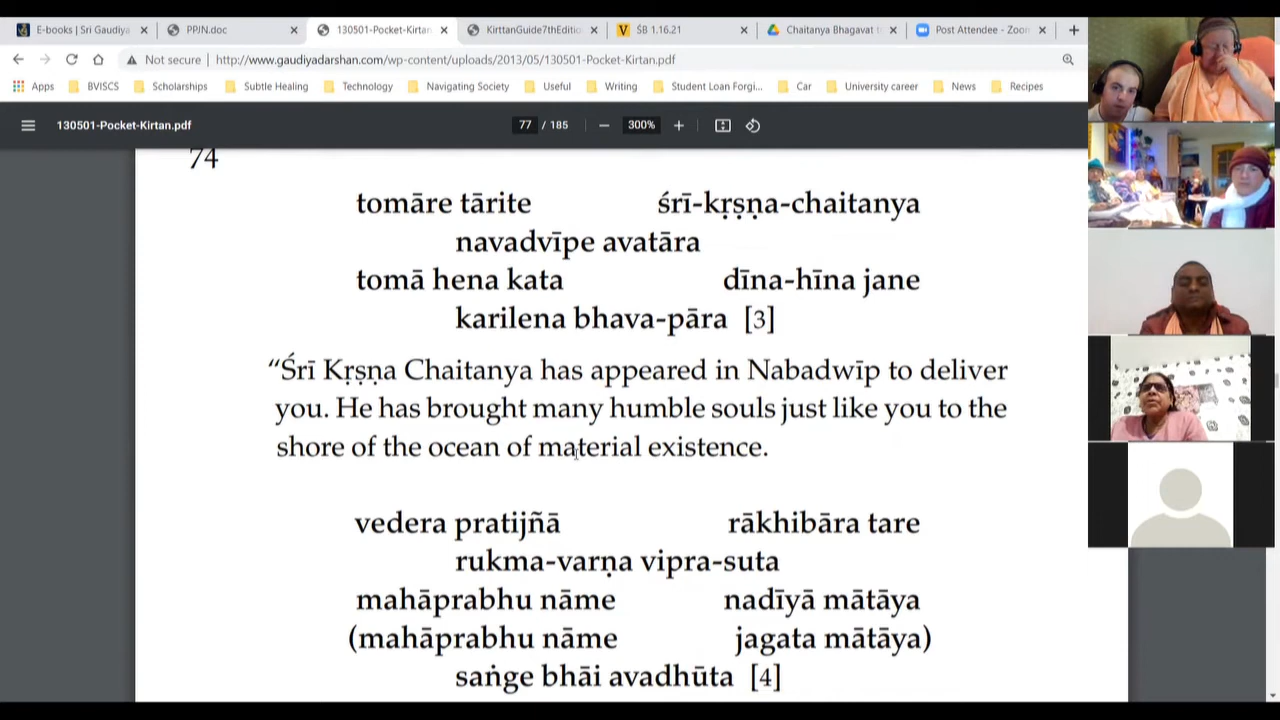 E-books | Sri Gaudiya
PPJN.doc
130501-Pocket-Kirtan.
KirttanGuide7thEditio
ŚB 1.16.21
Chaitanya Bhagavat t
Post Attendee - Zoom
Not secure | http://www.gaudiyadarshan.com/wp-content/uploads/2013/05/130501-Pocket-Kirtan.pdf
Apps BVISCS Scholarships Subtle Healing Technology Navigating Society Useful Writing Student Loan Forgi... Car University career News Recipes
130501-Pocket-Kirtan.pdf 77 / 185 — 300% +
74
tomāre tārite śrī-kṛṣṇa-chaitanya
navadvīpe avatāra
tomā hena kata dīna-hīna jane
karilena bhava-pāra [3]
“Śrī Kṛṣṇa Chaitanya has appeared in Nabadwīp to deliver
you. He has brought many humble souls just like you to the
shore of the ocean of material existence.
vedera pratijñā rākhibāra tare
rukma-varṇa vipra-suta
mahāprabhu nāme nadīyā mātāya
(mahāprabhu nāme jagata mātāya)
saṅge bhāi avadhūta [4]